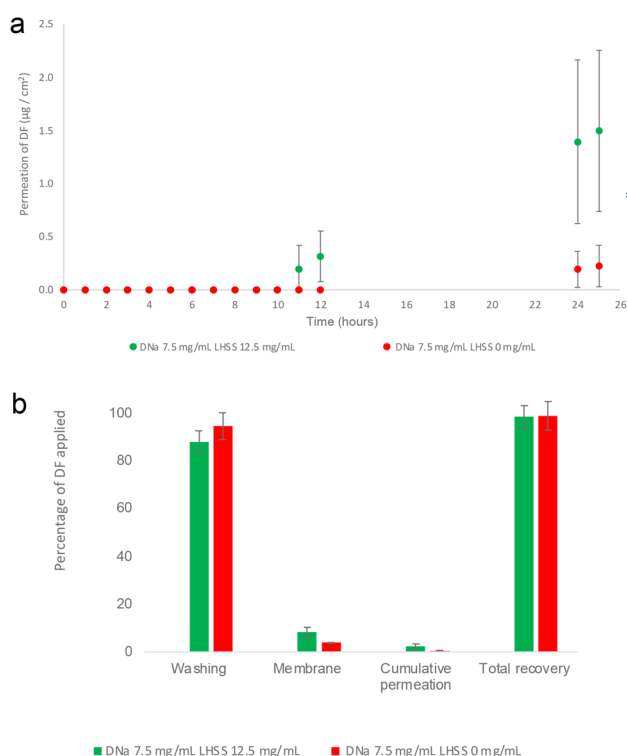 a
Permeation of DF (µg / cm²)
2.5
2.0
1.5
1.0
0.5
0.0
0 2 4 6 8 10 12 14 16 18 20 22 24 26
Time (hours)
DNa 7.5 mg/mL LHSS 12.5 mg/mL DNa 7.5 mg/mL LHSS 0 mg/mL
b
Percentage of DF applied
100
80
60
40
20
0
Washing Membrane Cumulative permeation Total recovery
DNa 7.5 mg/mL LHSS 12.5 mg/mL DNa 7.5 mg/mL LHSS 0 mg/mL